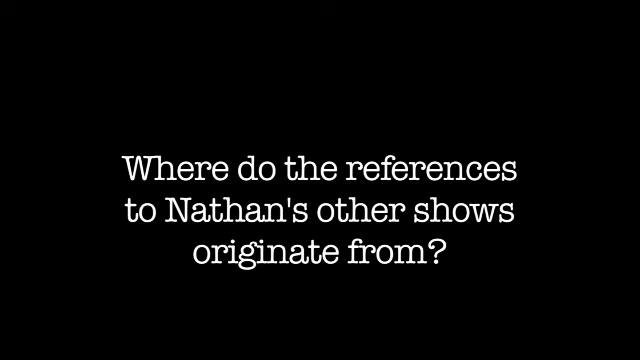 Where do the references
to Nathan's other shows
originate from?